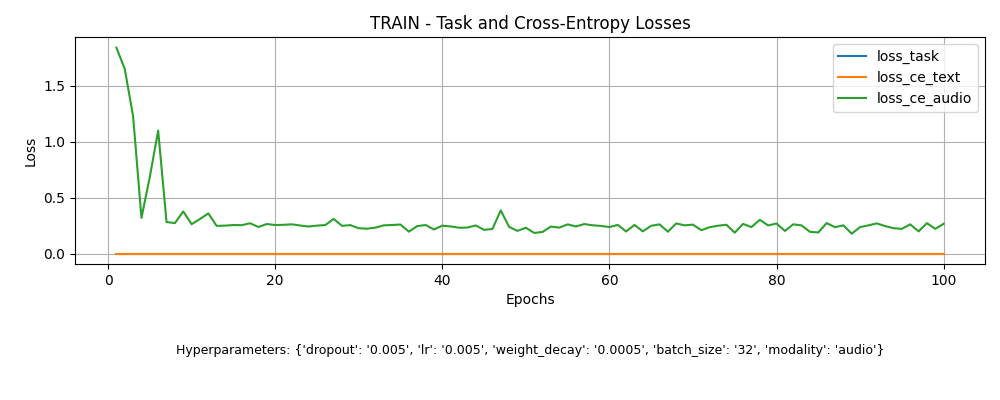 TRAIN - Task and Cross-Entropy Losses
loss_task
loss_ce_text
loss_ce_audio
Loss
1.5
1.0
0.5
0.0
0 20 40 60 80 100
Epochs
Hyperparameters: {'dropout': '0.005', 'lr': '0.005', 'weight_decay': '0.0005', 'batch_size': '32', 'modality': 'audio'}